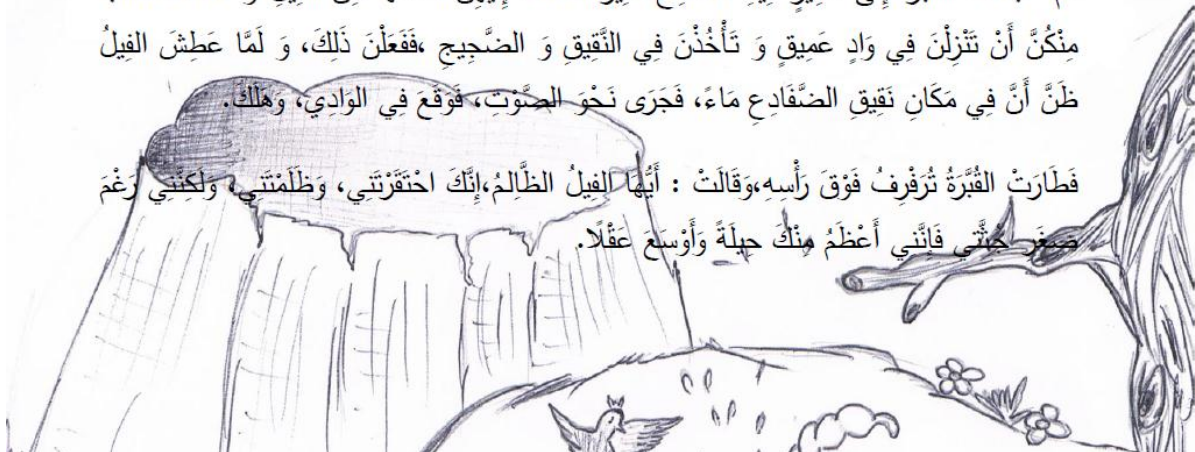 مِنْكُنَّ أَنْ تَنْزِلْنَ فِي وَادٍ عَمِيقٍ وَ تَأْخُذْنَ فِي النَّقِيقِ وَ الضَّجِيجِ ،فَفَعَلْنَ ذَلِكَ، وَ لَمَّا عَطِشَ الفِيلُ
ظَنَّ أَنَّ فِي مَكَانِ نَقِيقِ الضَّفَادِعِ مَاءً، فَجَرَى نَحْوَ الصَّوْتِ، فَوَقَع فِي الوَادِي، وَهَلَكَ.
فَطَارَتْ القُبَّرَةُ تُرَفْرِفُ فَوْقَ رَأْسِهِ،وَقَالَتْ : أَيُّهَا الفِيلُ الظَّالِمُ،إِنَّكَ احْتَقَرْتَنِي، وَظَلَمْتَنِي، وَلَكِنَّنِي رَغْمَ
صِغَرِ جُثَّتِي فَإِنَّنِي أَعْظَمُ مِنْكَ حِيلَةً وَأَوْسَع عَقْلًا.